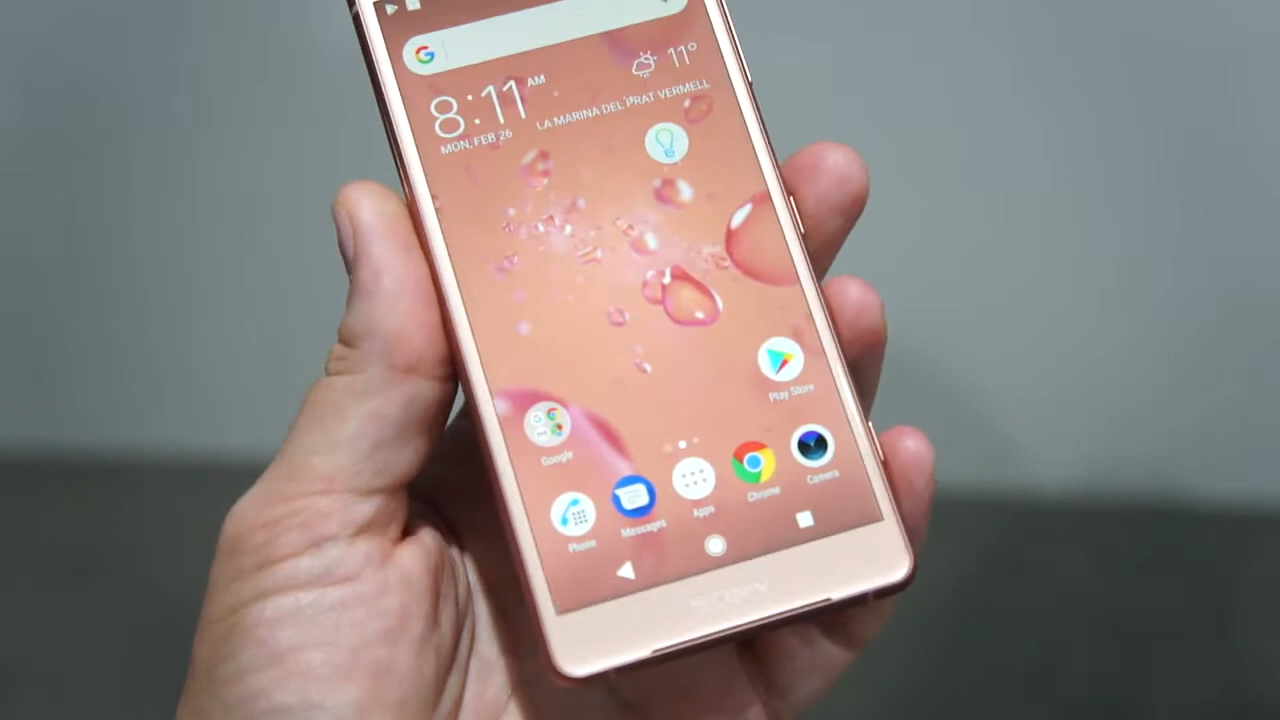 11°
8:11 AM
LA MARINA DEL PRAT VERMELL
MON, FEB 26
Play Store
Google
Camera
Chrome
Apps
Messages
Phone
SONY